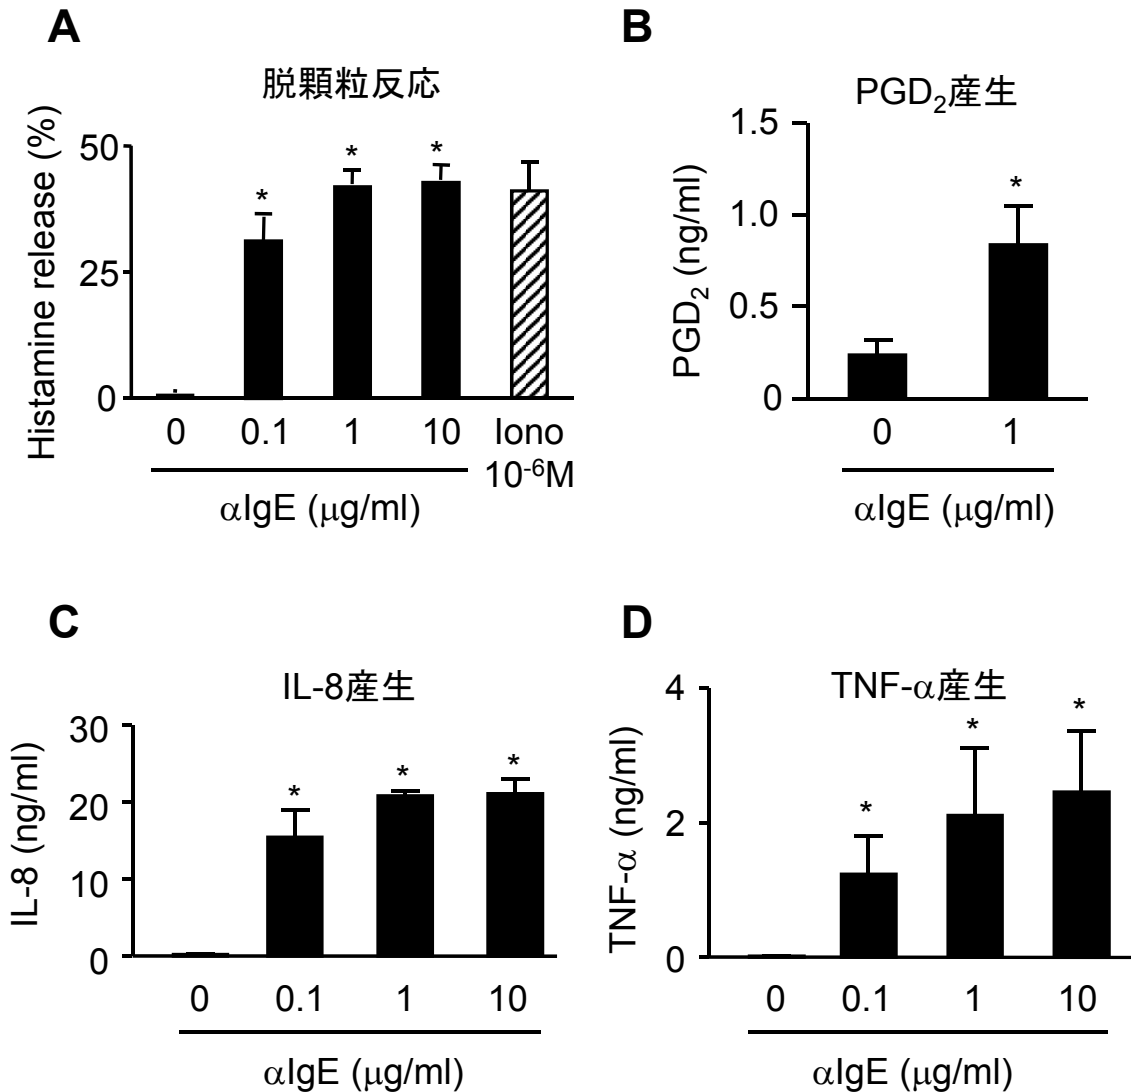 A
脱顆粒反応
Histamine release (%)
50
25
0
*
*
*
0 0.1 1 10 Iono
10⁻⁶M
αIgE (μg/ml)
B
PGD₂産生
PGD₂ (ng/ml)
1.5
1.0
0.5
0
*
0 1
αIgE (μg/ml)
C
IL-8産生
IL-8 (ng/ml)
30
20
10
0
*
*
*
0 0.1 1 10
αIgE (μg/ml)
D
TNF-α産生
TNF-α (ng/ml)
4
2
0
*
*
*
0 0.1 1 10
αIgE (μg/ml)